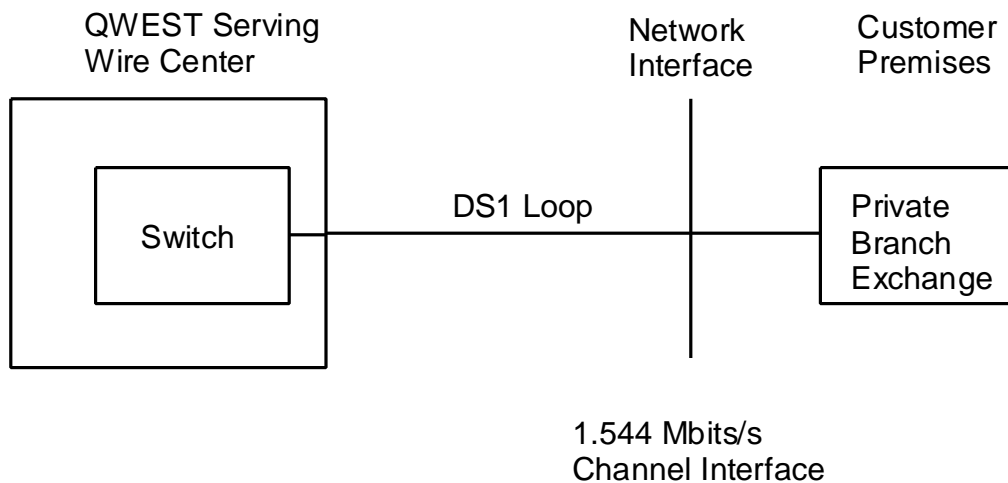 QWEST Serving
Wire Center
Network
Interface
Customer
Premises
Switch
DS1 Loop
Private
Branch
Exchange
1.544 Mbits/s
Channel Interface